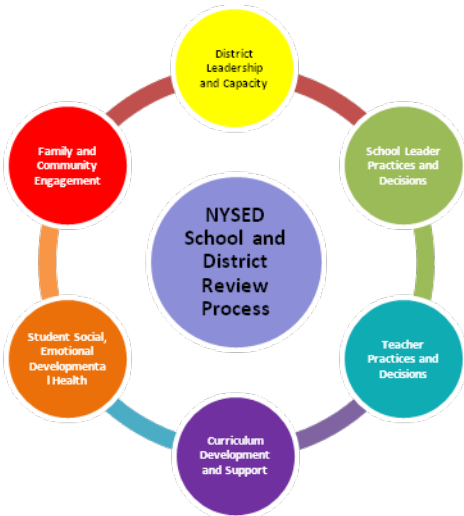 District
Leadership
and Capacity
Family and
Community
Engagement
School Leader
Practices and
Decisions
NYSED
School and
District
Review
Process
Student Social,
Emotional
Developmenta
l Health
Teacher
Practices and
Decisions
Curriculum
Development
and Support